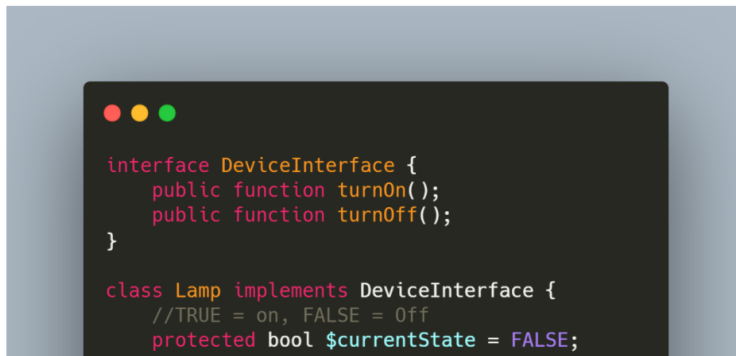 interface DeviceInterface {
    public function turnOn();
    public function turnOff();
}
class Lamp implements DeviceInterface {
    //TRUE = on, FALSE = Off
    protected bool $currentState = FALSE;